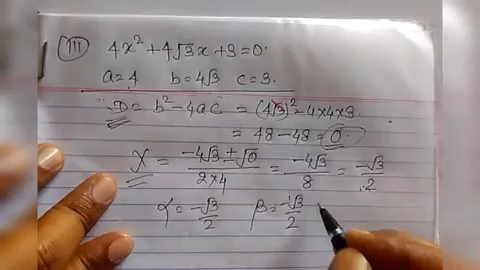 (iii) 4x² + 4√3x + 3 = 0.
a = 4 b = 4√3 c = 3.
D = b² - 4ac = (4√3)² - 4×4×3
= 48 - 48 = 0.
X = (-4√3 ± √0)/(2×4) = -4√3/8 = -√3/2
α = -√3/2 β = -√3/2